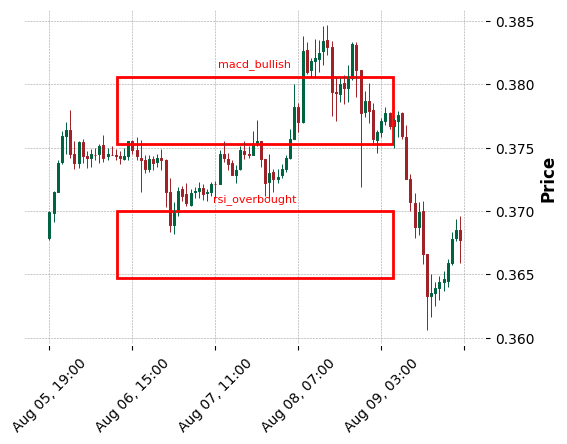 0.385
macd_bullish
0.380
0.375
rsi_overbought
0.370
0.365
0.360
Price
Aug 05, 19:00
Aug 06, 15:00
Aug 07, 11:00
Aug 08, 07:00
Aug 09, 03:00